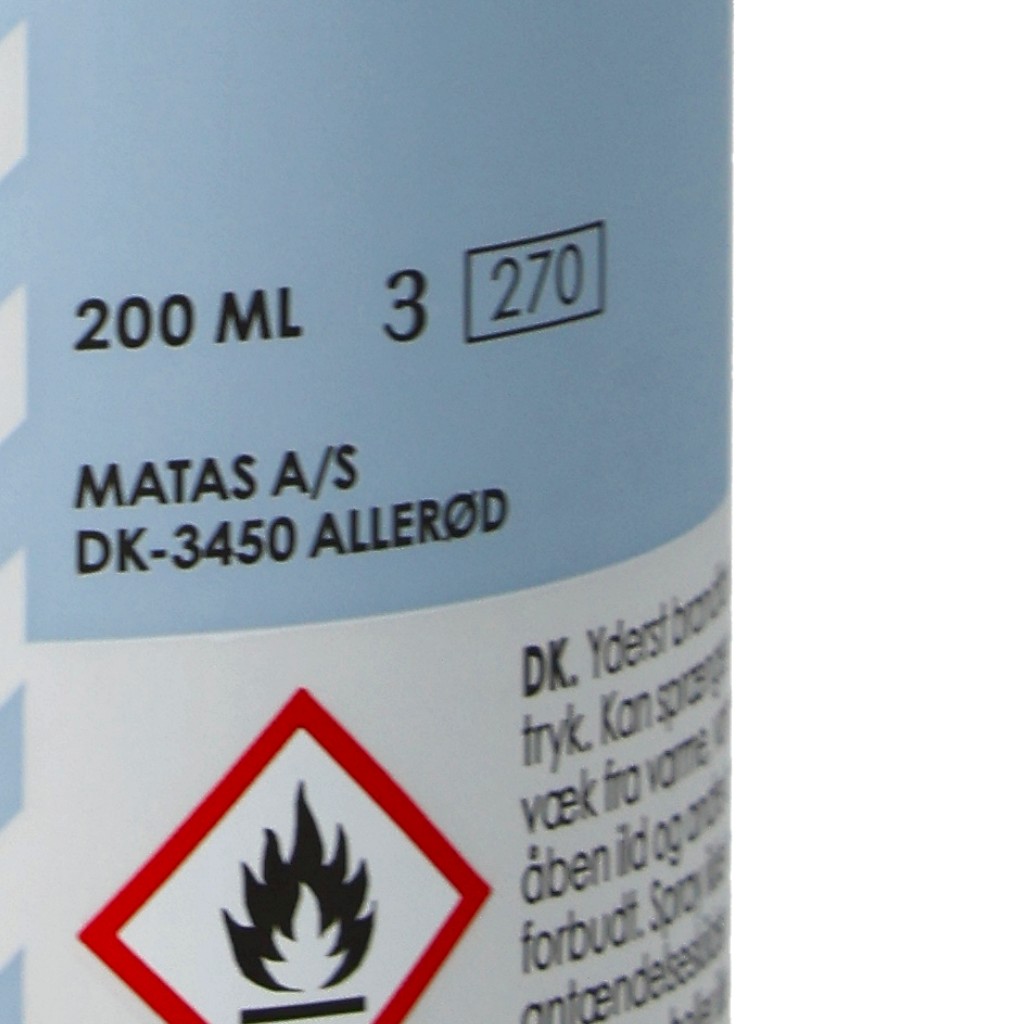 200 ML 3 270
MATAS A/S
DK-3450 ALLERØD
DK. Yderst
tryk. Kan
væk fra varme,
åben ild og
forbudt. Spray